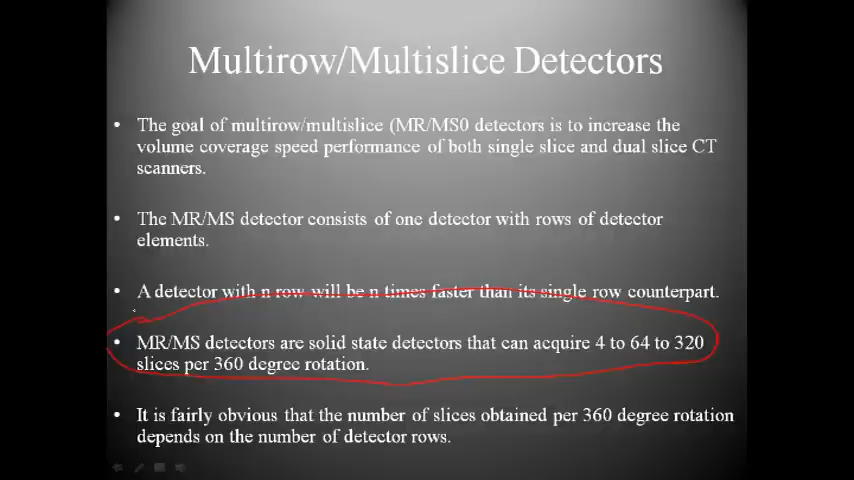 Multirow/Multislice Detectors
• The goal of multirow/multislice (MR/MS0 detectors is to increase the
volume coverage speed performance of both single slice and dual slice CT
scanners.
• The MR/MS detector consists of one detector with rows of detector
elements.
• A detector with n row will be n times faster than its single row counterpart.
• MR/MS detectors are solid state detectors that can acquire 4 to 64 to 320
slices per 360 degree rotation.
• It is fairly obvious that the number of slices obtained per 360 degree rotation
depends on the number of detector rows.